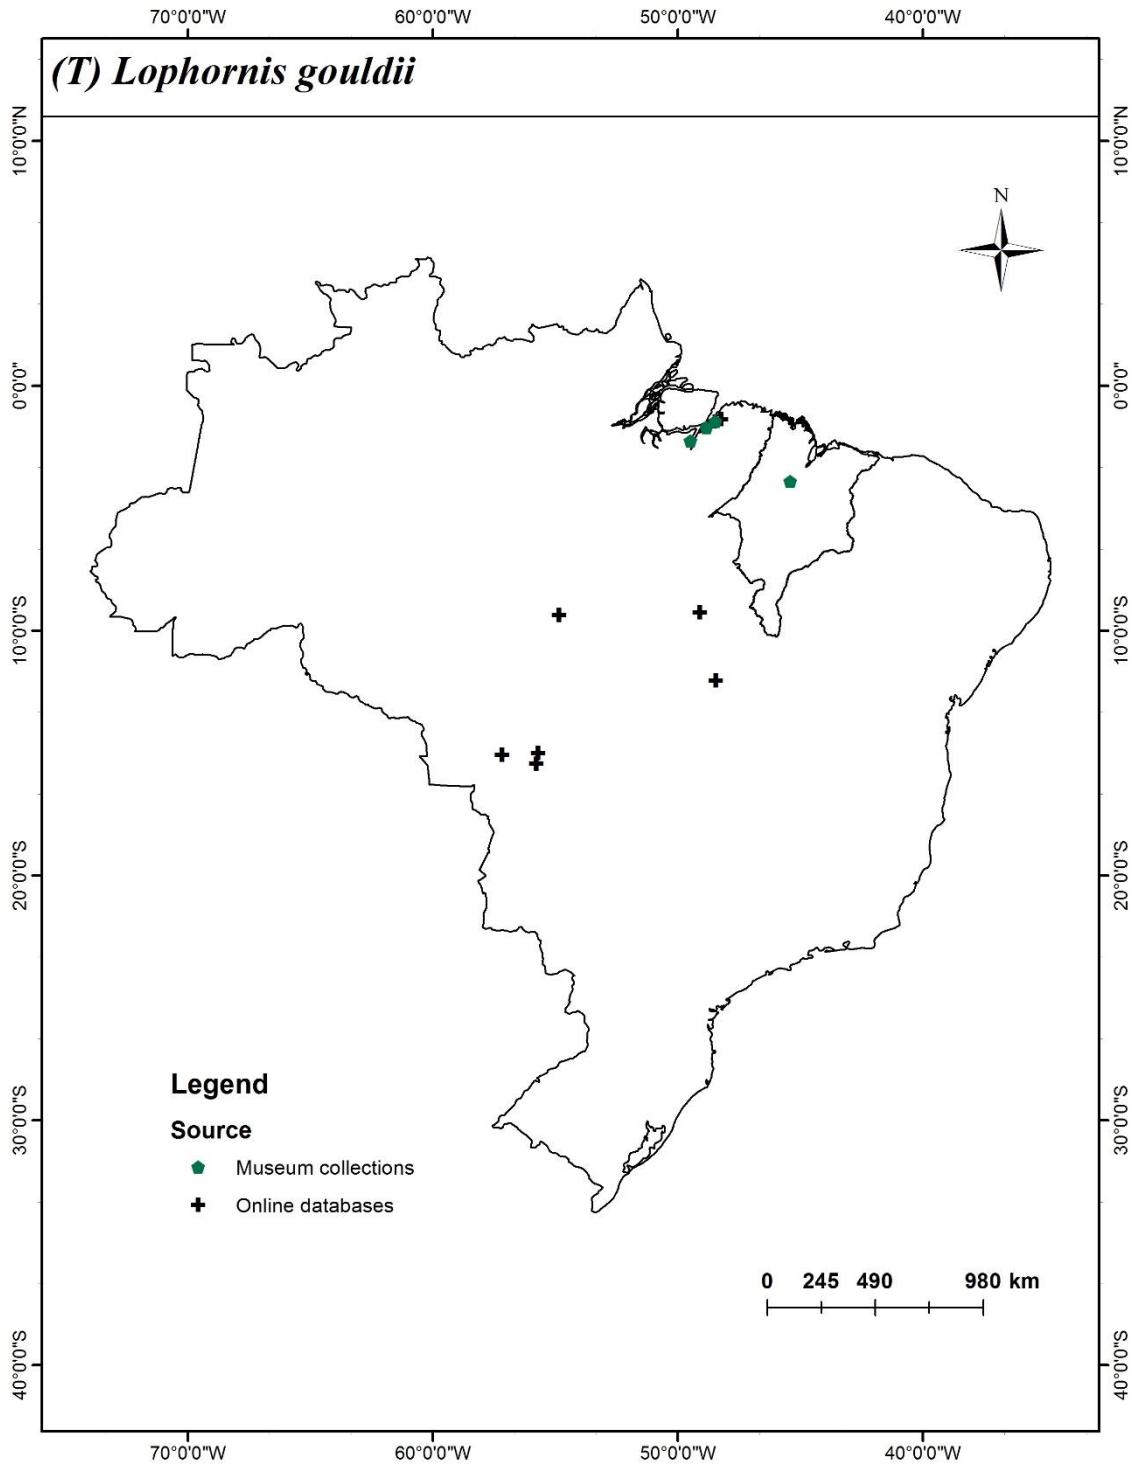 70°0'0"W 60°0'0"W 50°0'0"W 40°0'0"W
(T) Lophornis gouldii
10°0'0"N 10°0'0"N
N
0°0'0" 0°0'0"
10°0'0"S 10°0'0"S
20°0'0"S 20°0'0"S
Legend
30°0'0"S 30°0'0"S
Source
Museum collections
Online databases
0 245 490 980 km
40°0'0"S 40°0'0"S
70°0'0"W 60°0'0"W 50°0'0"W 40°0'0"W